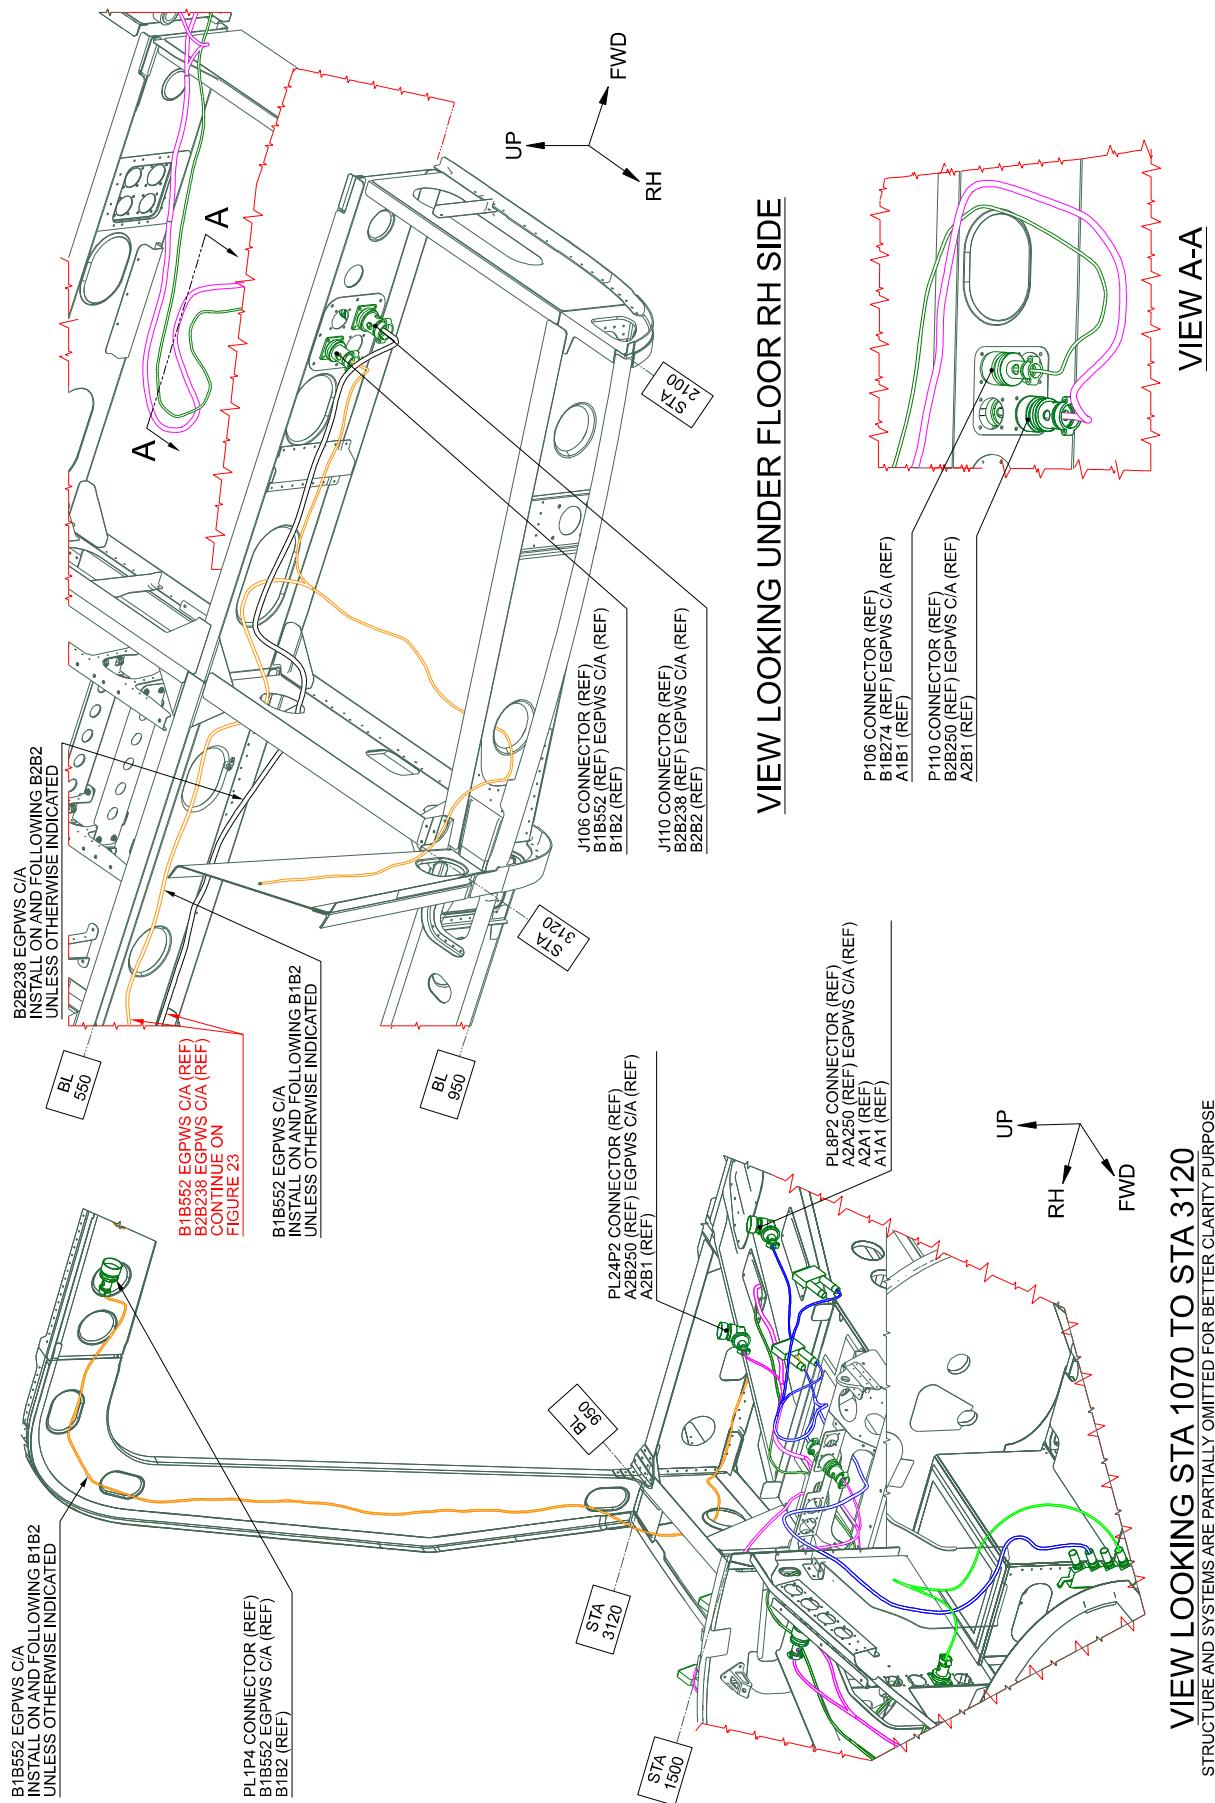 B1B552 EGPWS C/A
INSTALL ON AND FOLLOWING B1B2
UNLESS OTHERWISE INDICATED
PL1P4 CONNECTOR (REF)
B1B552 EGPWS C/A (REF)
B1B2 (REF)
B2B238 EGPWS C/A
INSTALL ON AND FOLLOWING B2B2
UNLESS OTHERWISE INDICATED
BL
550
B1B552 EGPWS C/A (REF)
B2B238 EGPWS C/A (REF)
CONTINUE ON
FIGURE 23
B1B552 EGPWS C/A
INSTALL ON AND FOLLOWING B1B2
UNLESS OTHERWISE INDICATED
BL
950
STA
3120
STA
2100
A
A
UP
FWD
RH
J106 CONNECTOR (REF)
B1B552 (REF) EGPWS C/A (REF)
B1B2 (REF)
J110 CONNECTOR (REF)
B2B238 (REF) EGPWS C/A (REF)
B2B2 (REF)
VIEW LOOKING UNDER FLOOR RH SIDE
P106 CONNECTOR (REF)
B1B274 (REF) EGPWS C/A (REF)
A1B1 (REF)
P110 CONNECTOR (REF)
B2B250 (REF) EGPWS C/A (REF)
A2B1 (REF)
VIEW A-A
PL24P2 CONNECTOR (REF)
A2B250 (REF) EGPWS C/A (REF)
A2B1 (REF)
PL8P2 CONNECTOR (REF)
A2A250 (REF) EGPWS C/A (REF)
A2A1 (REF)
A1A1 (REF)
BL
950
STA
3120
STA
1500
UP
RH
FWD
VIEW LOOKING STA 1070 TO STA 3120
STRUCTURE AND SYSTEMS ARE PARTIALLY OMITTED FOR BETTER CLARITY PURPOSE